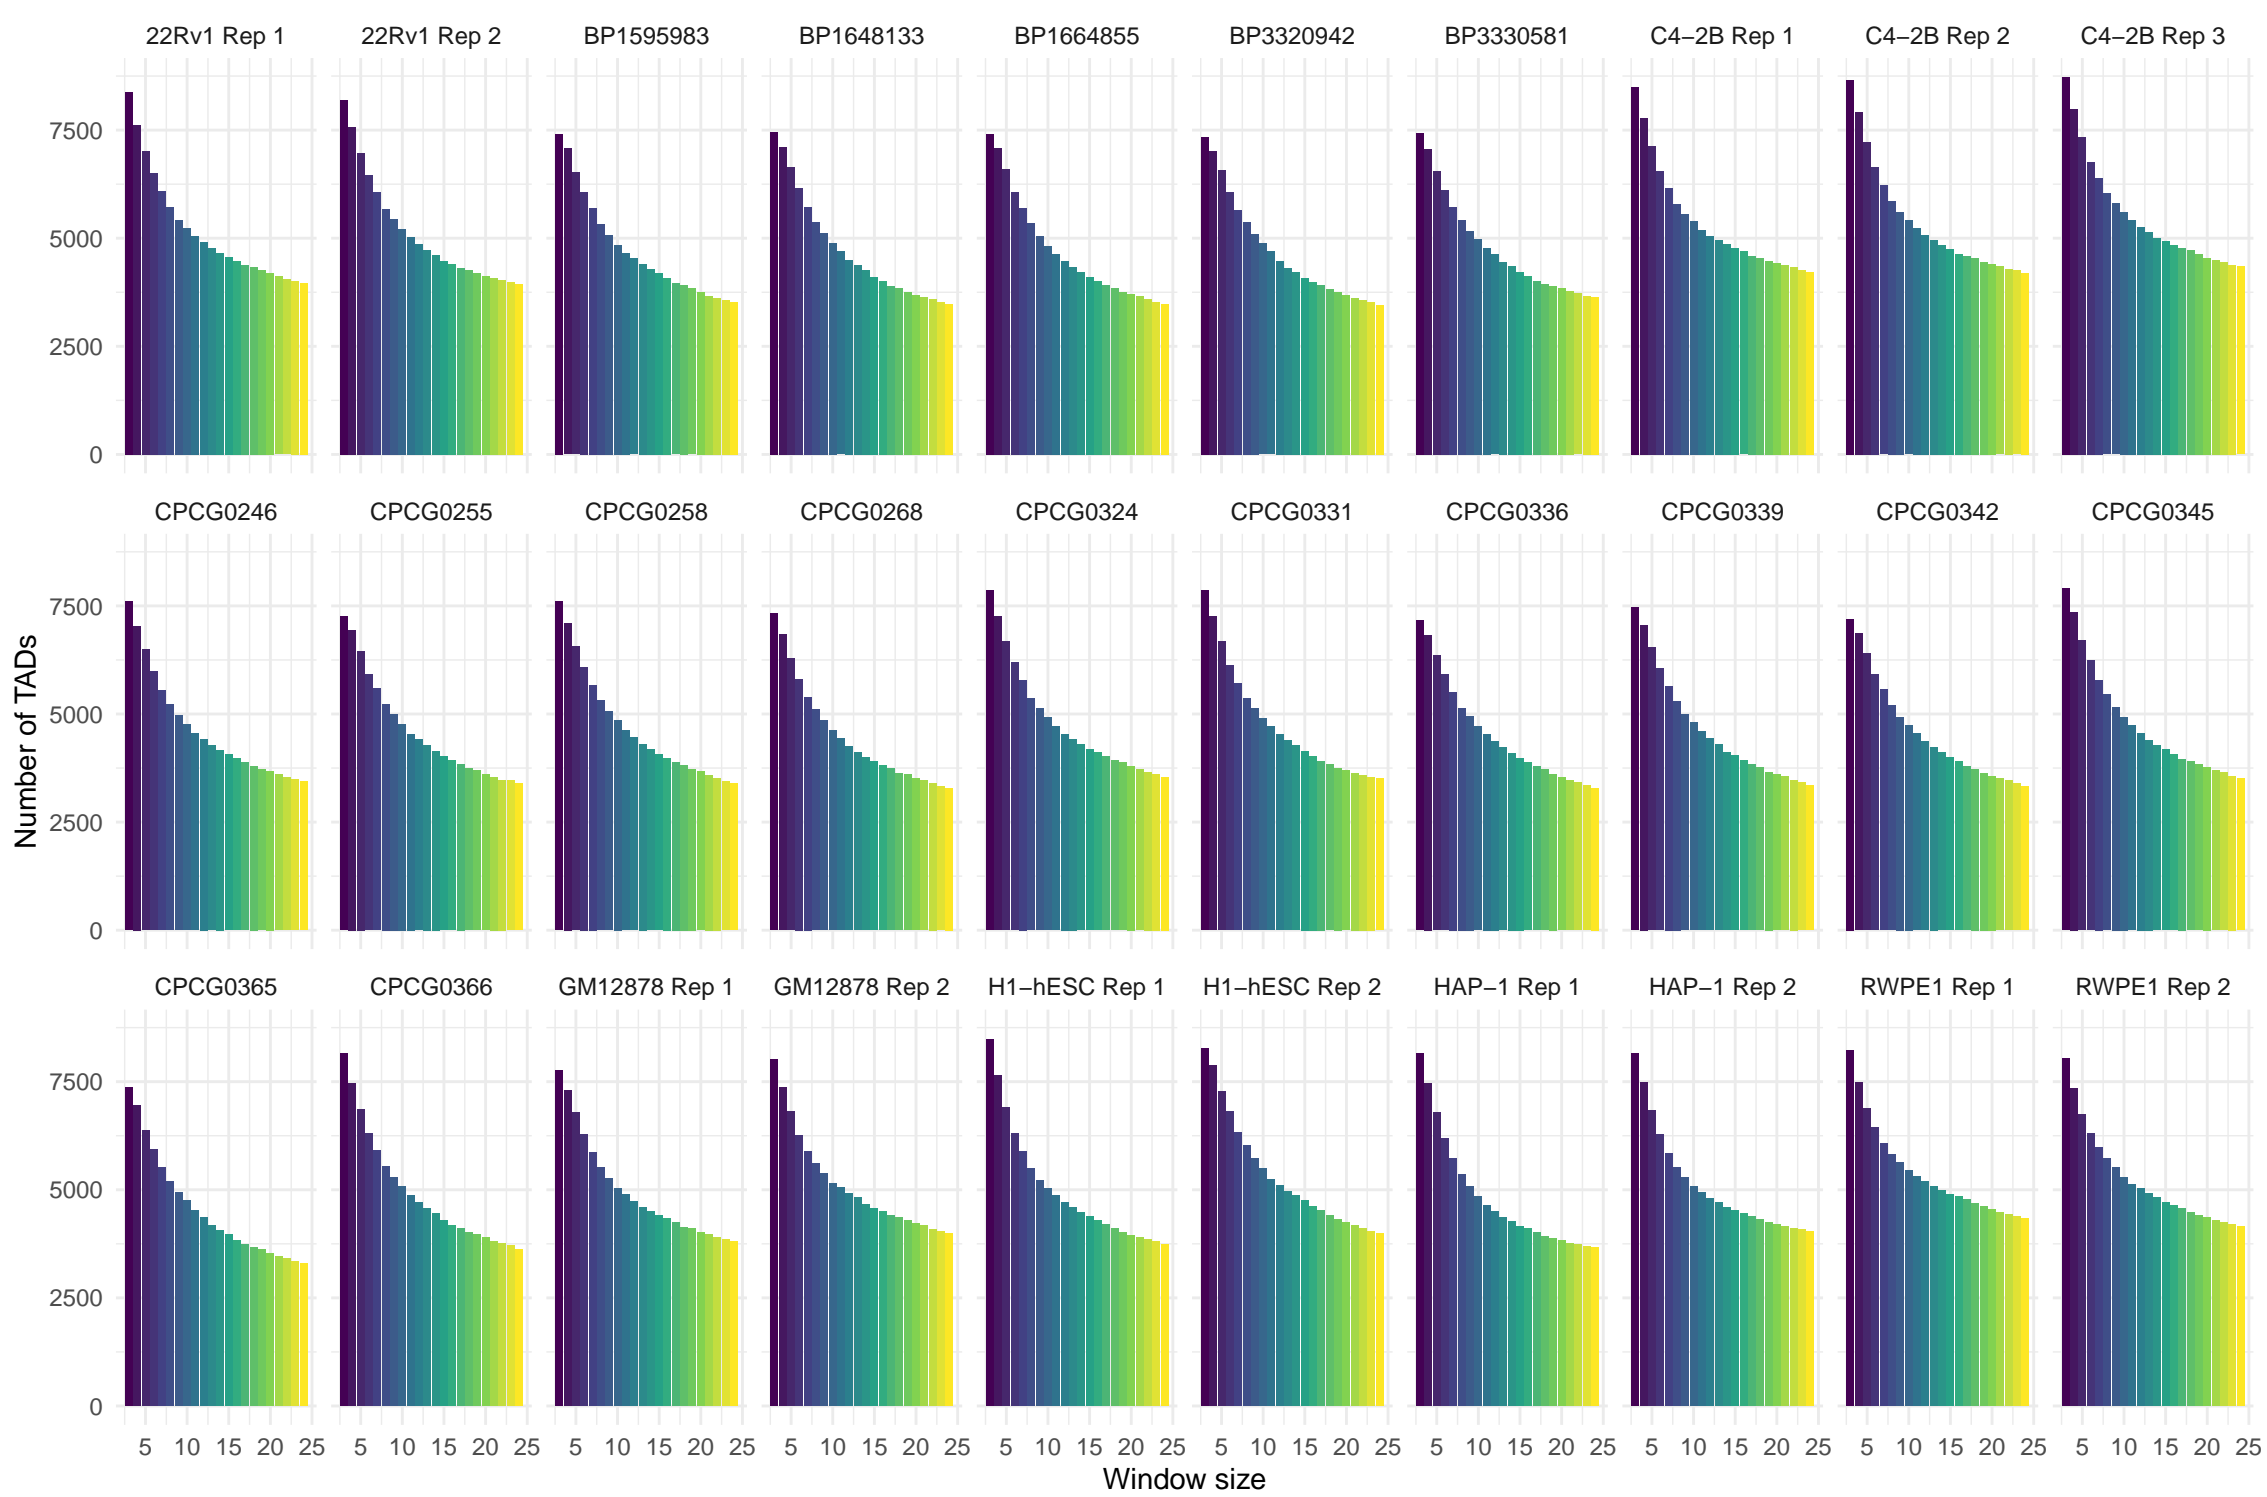 22Rv1 Rep 1 22Rv1 Rep 2 BP1595983 BP1648133 BP1664855 BP3320942 BP3330581 C4−2B Rep 1 C4−2B Rep 2 C4−2B Rep 3
7500
5000
2500
0
CPCG0246 CPCG0255 CPCG0258 CPCG0268 CPCG0324 CPCG0331 CPCG0336 CPCG0339 CPCG0342 CPCG0345
7500
5000
2500
0
Number of TADs
CPCG0365 CPCG0366 GM12878 Rep 1 GM12878 Rep 2 H1−hESC Rep 1 H1−hESC Rep 2 HAP−1 Rep 1 HAP−1 Rep 2 RWPE1 Rep 1 RWPE1 Rep 2
7500
5000
2500
0
5 10 15 20 25 5 10 15 20 25 5 10 15 20 25 5 10 15 20 25 5 10 15 20 25 5 10 15 20 25 5 10 15 20 25 5 10 15 20 25 5 10 15 20 25 5 10 15 20 25
Window size